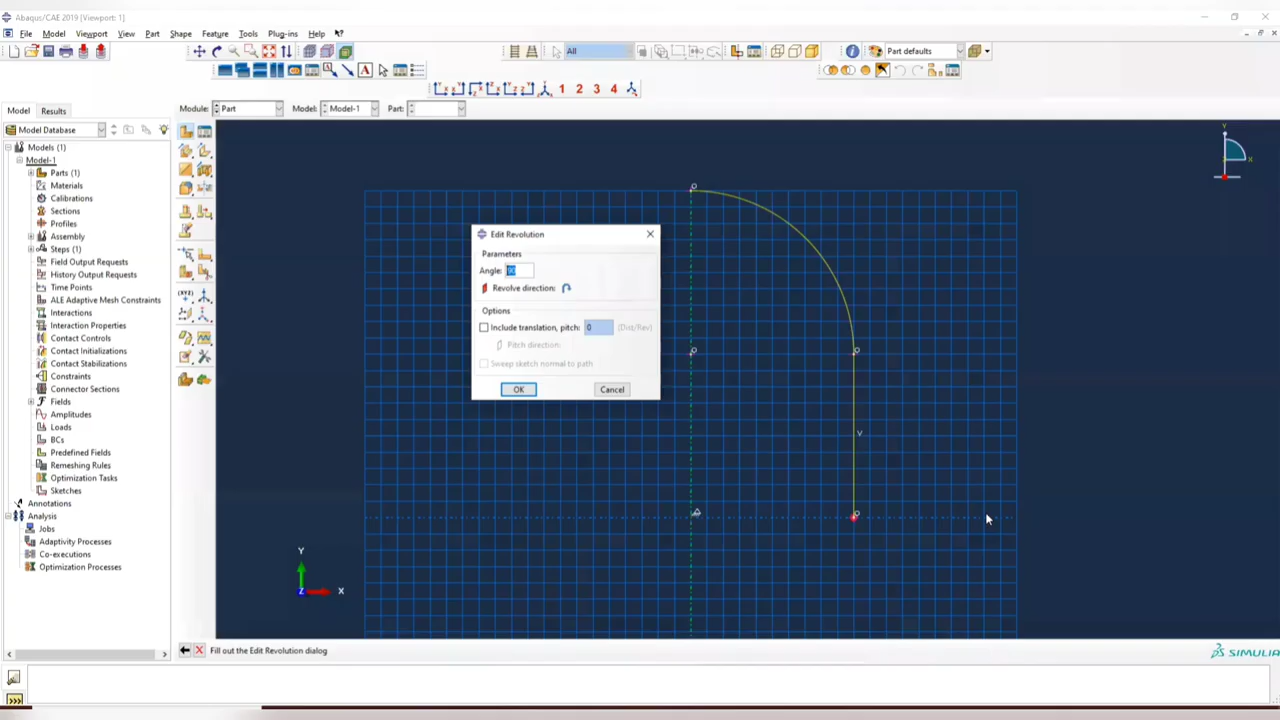 Abaqus/CAE 2019 [Viewport: 1]
File Model Viewport View Part Shape Feature Tools Plug-ins Help
All
Part defaults
A
1 2 3 4
Model Results
Module: Part Model: Model-1 Part:
Model Database
Models (1)
Model-1
Parts (1)
Materials
Calibrations
Sections
Profiles
Assembly
Steps (1)
Field Output Requests
History Output Requests
Time Points
ALE Adaptive Mesh Constraints
Interactions
Interaction Properties
Contact Controls
Contact Initializations
Contact Stabilizations
Constraints
Connector Sections
Fields
Amplitudes
Loads
BCs
Predefined Fields
Remeshing Rules
Optimization Tasks
Sketches
Annotations
Analysis
Jobs
Adaptivity Processes
Co-executions
Optimization Processes
(XYZ)
Edit Revolution
Parameters
Angle:
Revolve direction:
Options
Include translation, pitch: 0 (Dist/Rev)
Pitch direction:
Sweep sketch normal to path
OK Cancel
V
Y
X
Y
Z X
Fill out the Edit Revolution dialog
SIMULIA
>>>